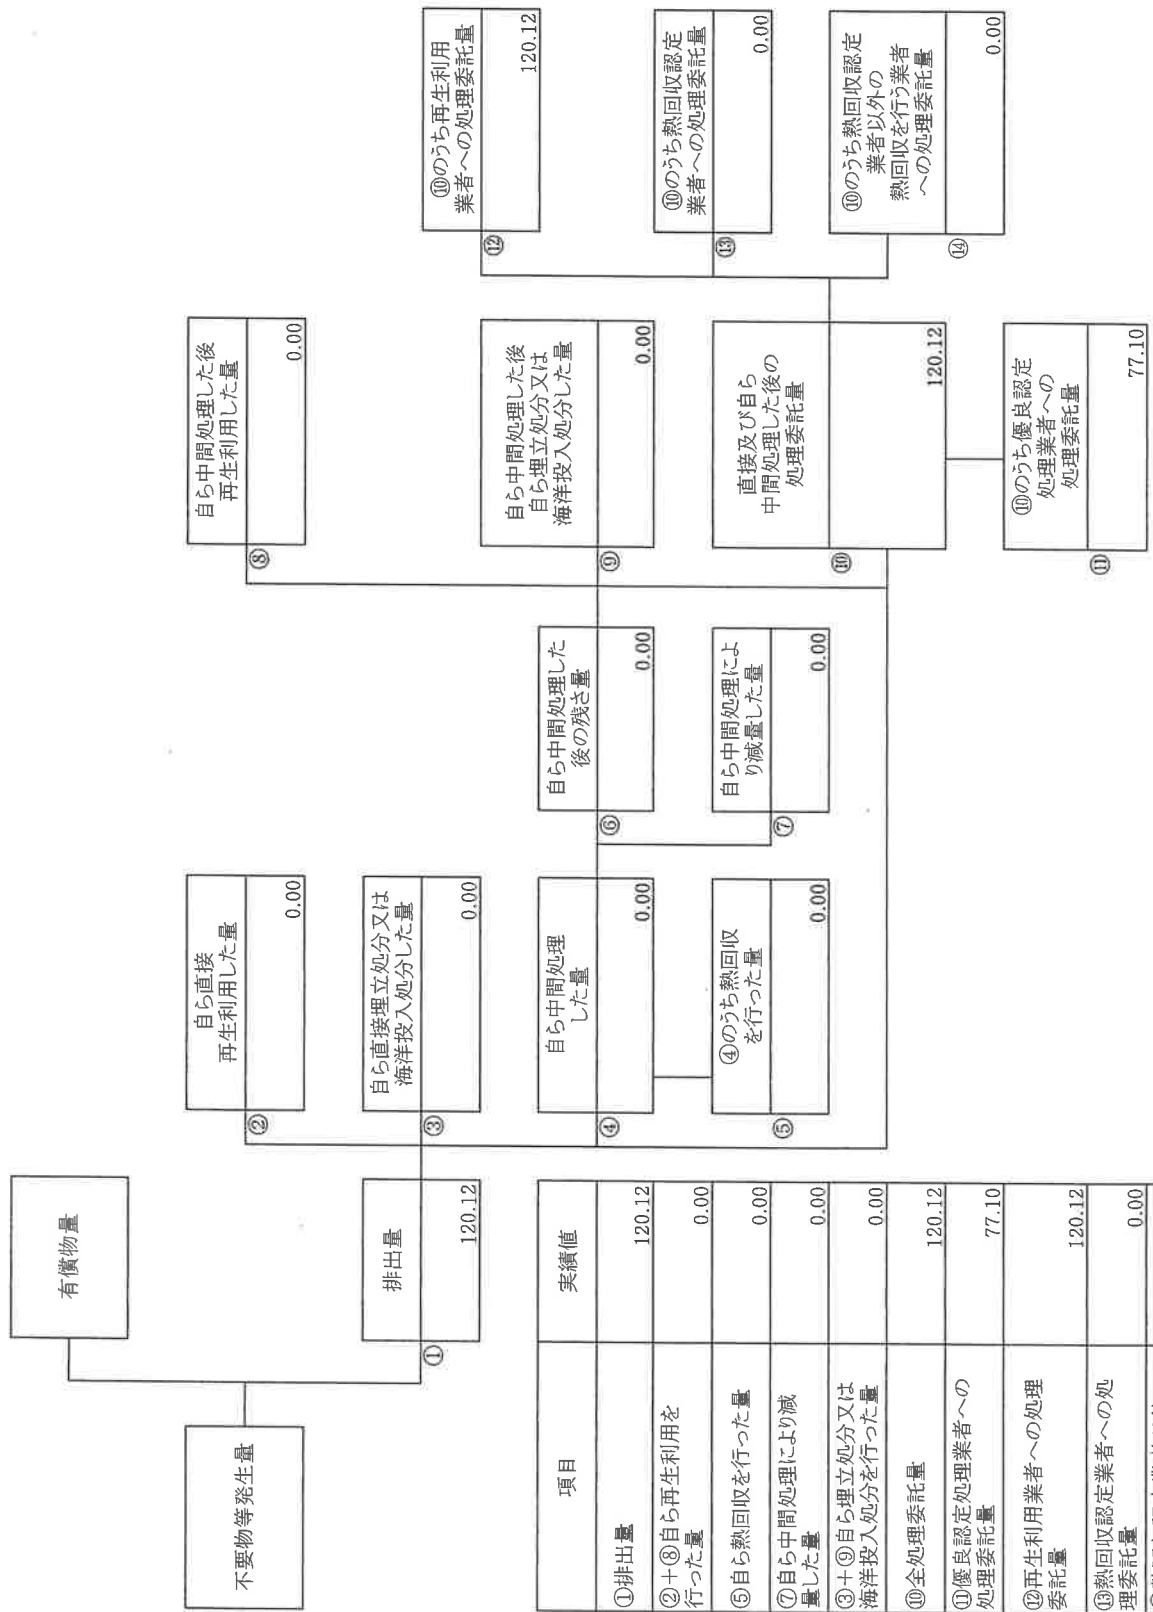 不要物等発生量
有償物量
①
排出量
120.12
②
自ら直接
再生利用した量
0.00
③
自ら直接埋立処分又は
海洋投入処分した量
0.00
④
自ら中間処理
した量
0.00
⑤
④のうち熱回収
を行った量
0.00
⑥
自ら中間処理した
後の残さ量
0.00
⑦
自ら中間処理によ
り減量した量
0.00
⑧
自ら中間処理した後
再生利用した量
0.00
⑨
自ら中間処理した後
自ら埋立処分又は
海洋投入処分した量
0.00
⑩
直接及び自ら
中間処理した後の
処理委託量
120.12
⑪
⑩のうち優良認定
処理業者への
処理委託量
77.10
⑫
⑩のうち再生利用
業者への処理委託量
120.12
⑬
⑩のうち熱回収認定
業者への処理委託量
0.00
⑭
⑩のうち熱回収認定
業者以外の
熱回収を行う業者
への処理委託量
0.00
項目 実績値
①排出量 120.12
②+⑧自ら再生利用を
行った量 0.00
⑤自ら熱回収を行った量 0.00
⑦自ら中間処理により減
量した量 0.00
③+⑨自ら埋立処分又は
海洋投入処分を行った量 0.00
⑩全処理委託量 120.12
⑪優良認定処理業者への
処理委託量 77.10
⑫再生利用業者への処理
委託量 120.12
⑬熱回収認定業者への処
理委託量 0.00